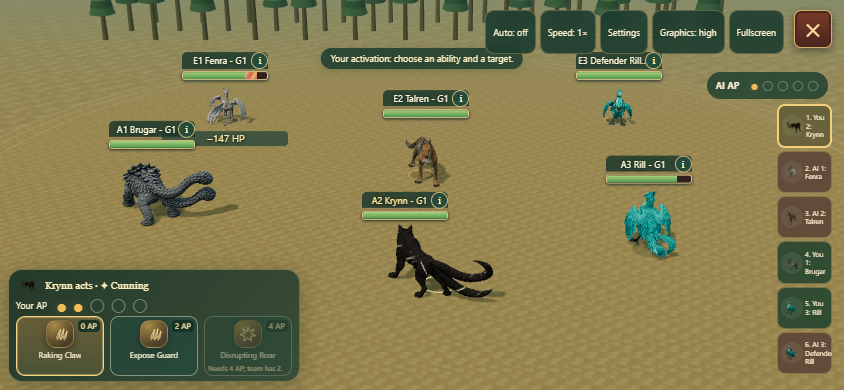 Auto: off
Speed: 1×
Settings
Graphics: high
Fullscreen
Your activation: choose an ability and a target.
E1 Fenra - G1
E3 Defender Rill...
AI AP
E2 Talren - G1
A1 Brugar - G1
−147 HP
A3 Rill - G1
A2 Krynn - G1
1. You
2:
Krynn
2. AI 1:
Fenra
3. AI 2:
Talren
4. You
1:
Brugar
5. You
3: Rill
6. AI 3:
Defender
Rill
Krynn acts • ✦ Cunning
Your AP
0 AP
Raking Claw
2 AP
Expose Guard
4 AP
Disrupting Roar
Needs 4 AP; team has 2.